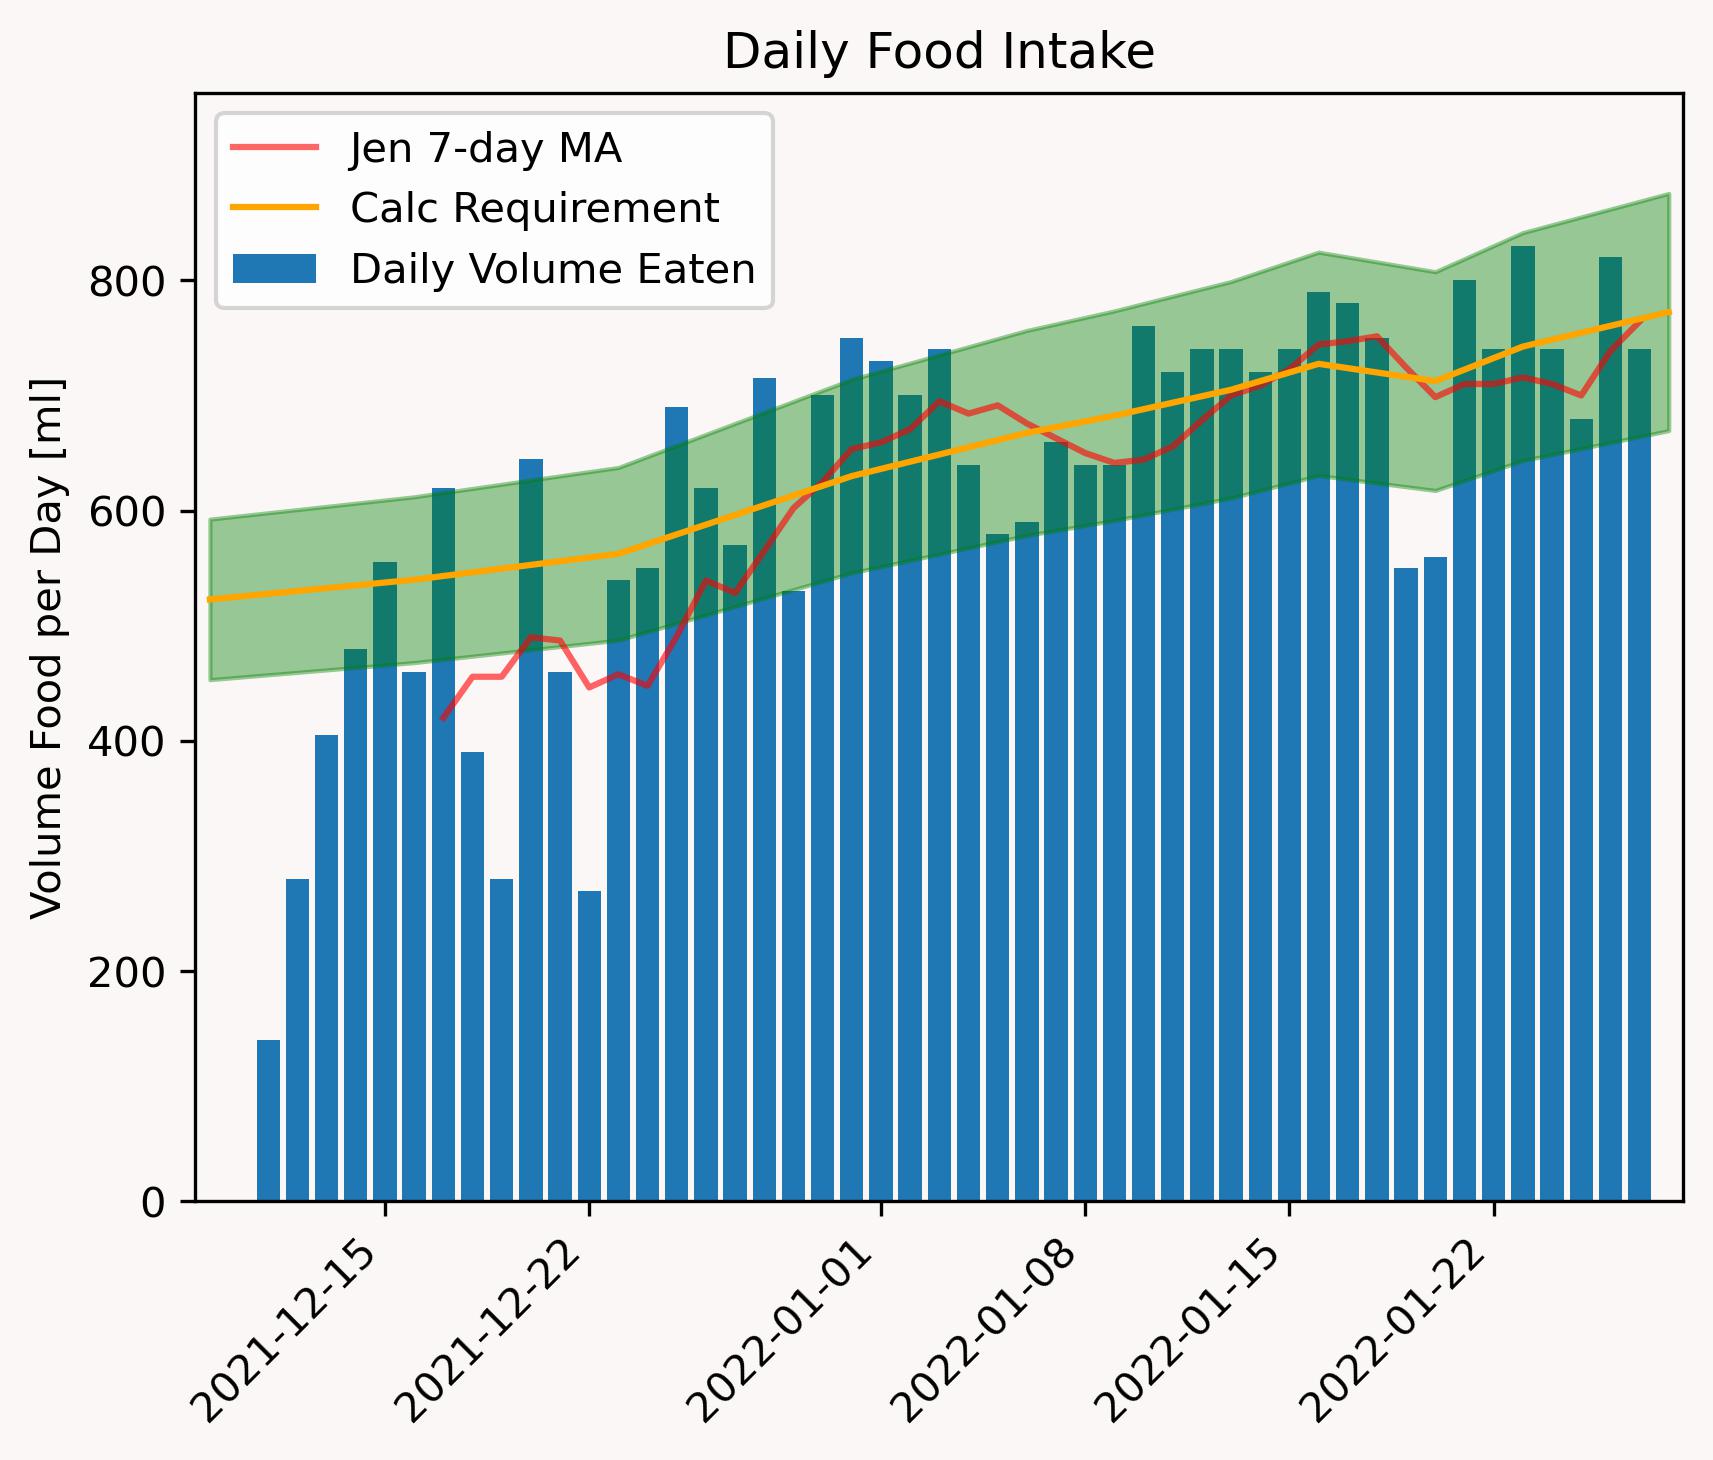 Daily Food Intake
Jen 7-day MA
Calc Requirement
Daily Volume Eaten
Volume Food per Day [ml]
800
600
400
200
0
2021-12-15
2021-12-22
2022-01-01
2022-01-08
2022-01-15
2022-01-22